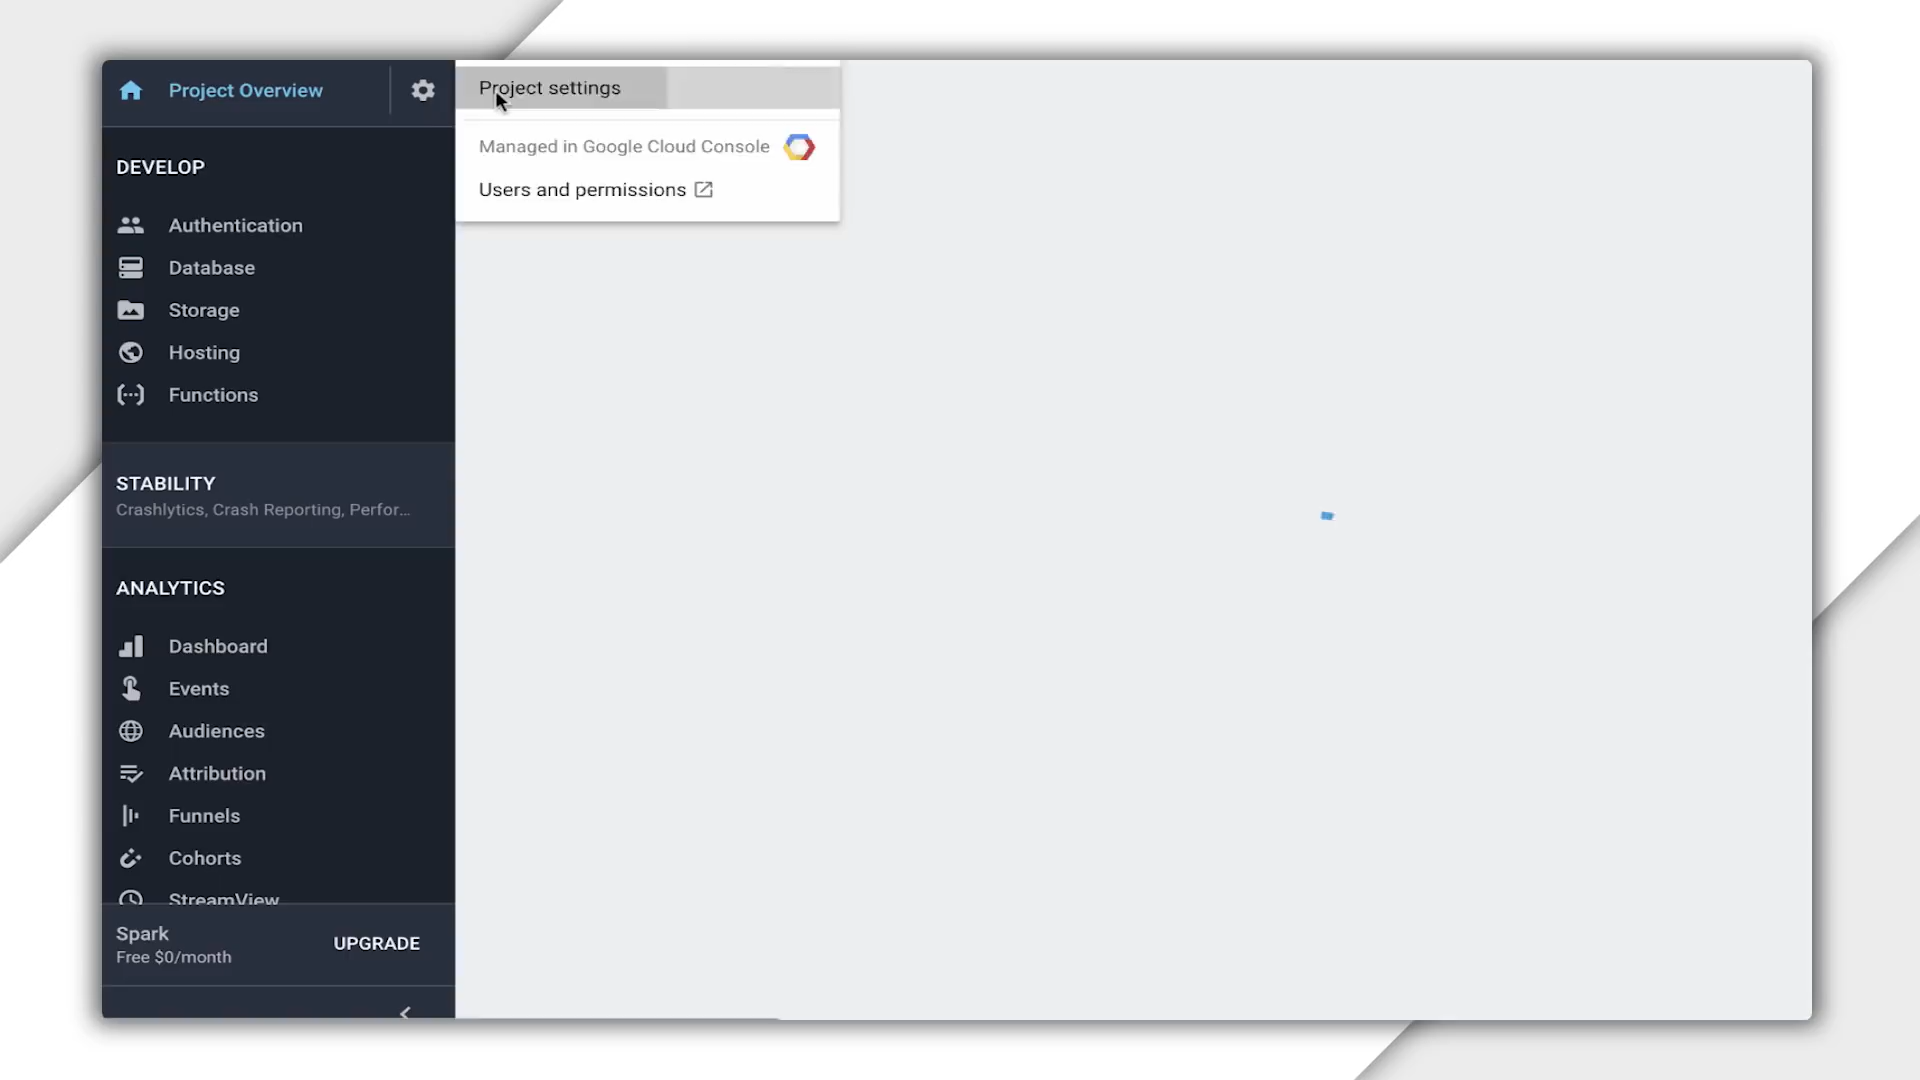 Project Overview
Project settings
Managed in Google Cloud Console
Users and permissions
DEVELOP
Authentication
Database
Storage
Hosting
Functions
STABILITY
Crashlytics, Crash Reporting, Perfor...
ANALYTICS
Dashboard
Events
Audiences
Attribution
Funnels
Cohorts
StreamView
Spark
Free $0/month
UPGRADE